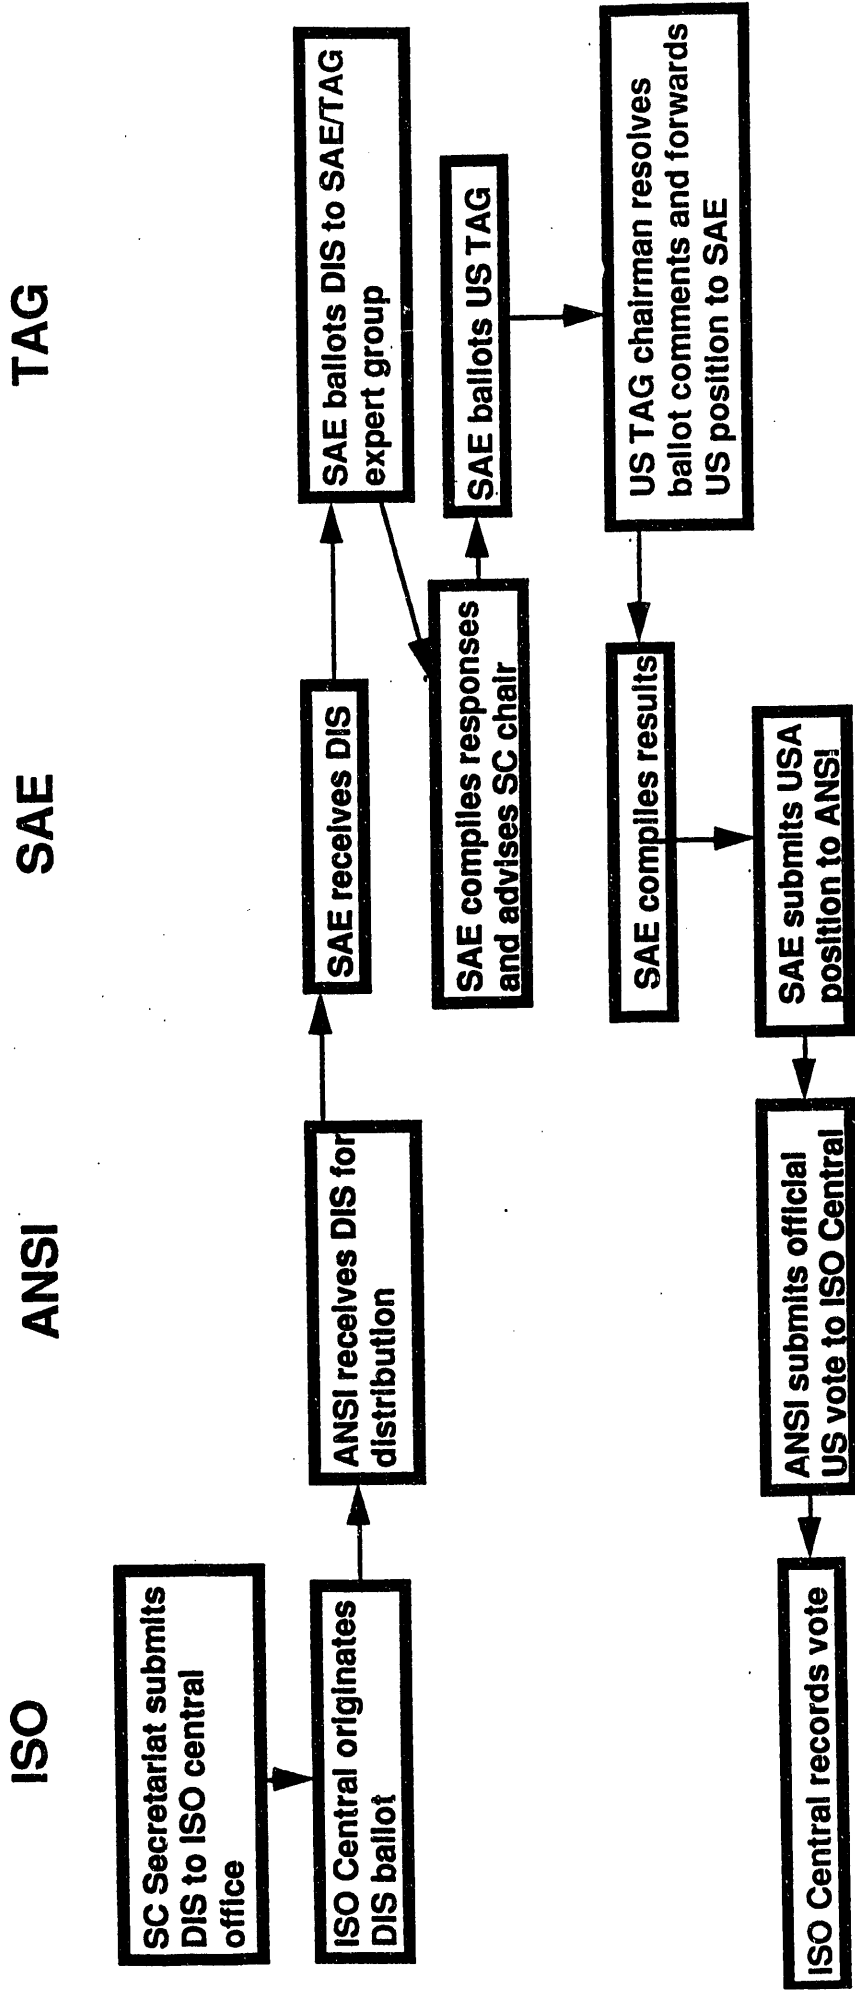 ISO
ANSI
SAE
TAG
SC Secretariat submits
DIS to ISO central
office
ISO Central originates
DIS ballot
ANSI receives DIS for
distribution
SAE receives DIS
SAE ballots DIS to SAE/TAG
expert group
SAE compiles responses
and advises SC chair
SAE ballots US TAG
US TAG chairman resolves
ballot comments and forwards
US position to SAE
SAE compiles results
SAE submits USA
position to ANSI
ANSI submits official
US vote to ISO Central
ISO Central records vote